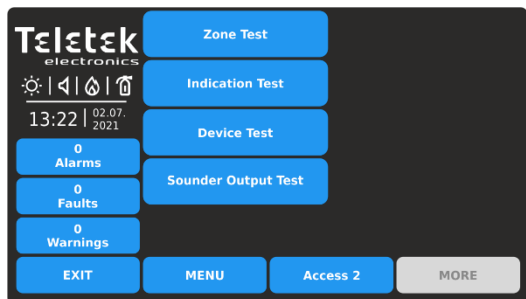 Teletek
electronics
13:22
02.07.
2021
0
Alarms
0
Faults
0
Warnings
Zone Test
Indication Test
Device Test
Sounder Output Test
EXIT
MENU
Access 2
MORE